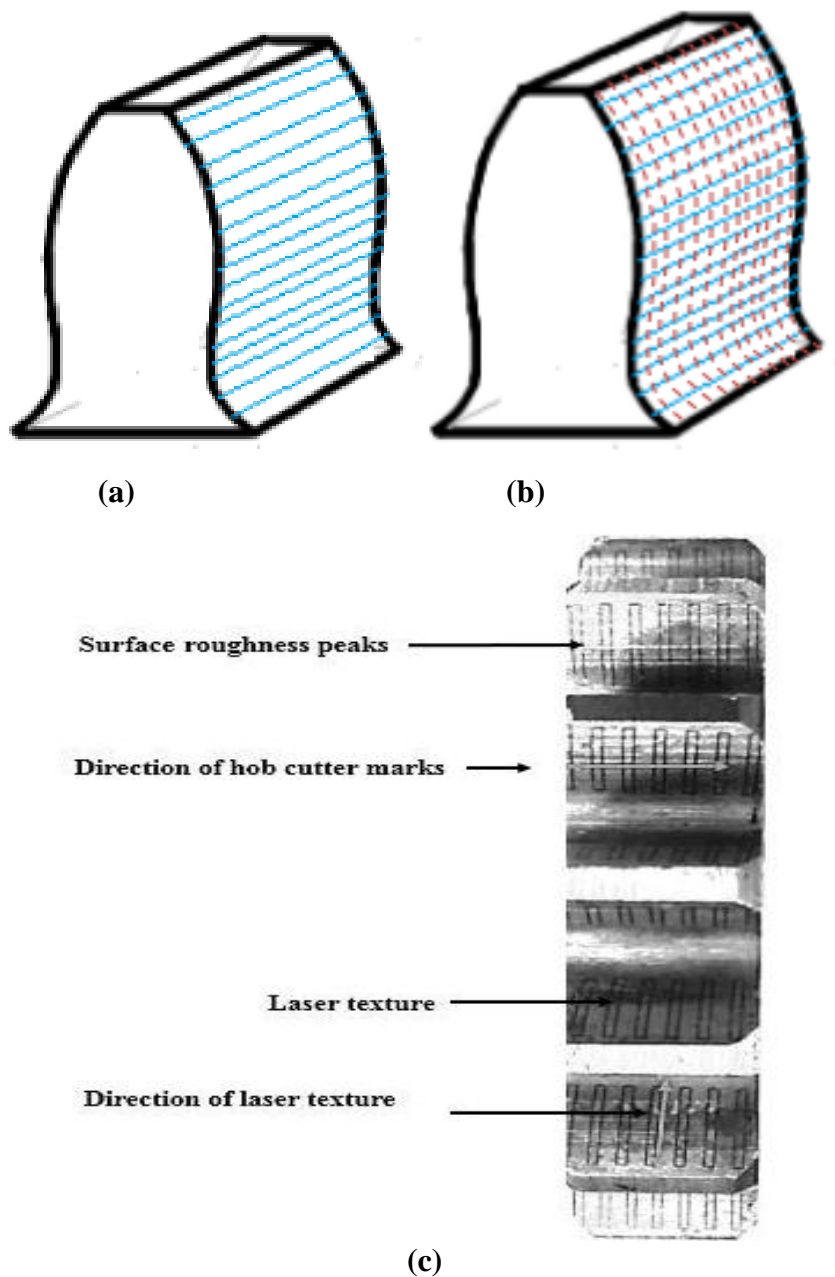 (a)
(b)
Surface roughness peaks
Direction of hob cutter marks
Laser texture
Direction of laser texture
(c)